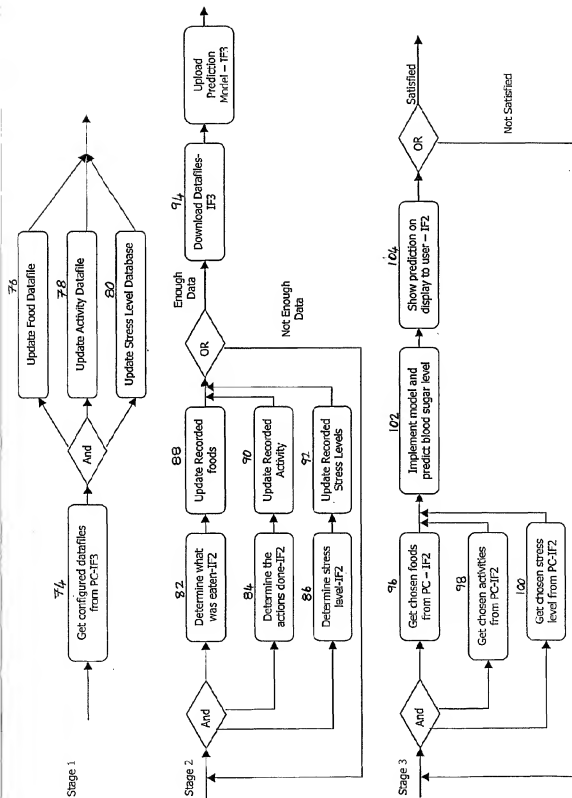 Stage 1
74
Get configured datafiles
from PC-IF3
And
76
Update Food Datafile
78
Update Activity Datafile
80
Update Stress Level Database
Stage 2
And
82
Determine what
was eaten-IF2
84
Determine the
actions done-IF2
86
Determine stress
level-IF2
88
Update Recorded
foods
90
Update Recorded
Activity
92
Update Recorded
Stress Levels
OR
Enough
Data
Not Enough
Data
94
Download Datafiles-
IF3
Upload
Prediction
Model – IF3
Stage 3
And
96
Get chosen foods
from PC – IF2
98
Get chosen activities
from PC-IF2
100
Get chosen stress
level from PC-IF2
102
Implement model and
predict blood sugar level
104
Show prediction on
display to user – IF2
OR
Satisfied
Not Satisfied